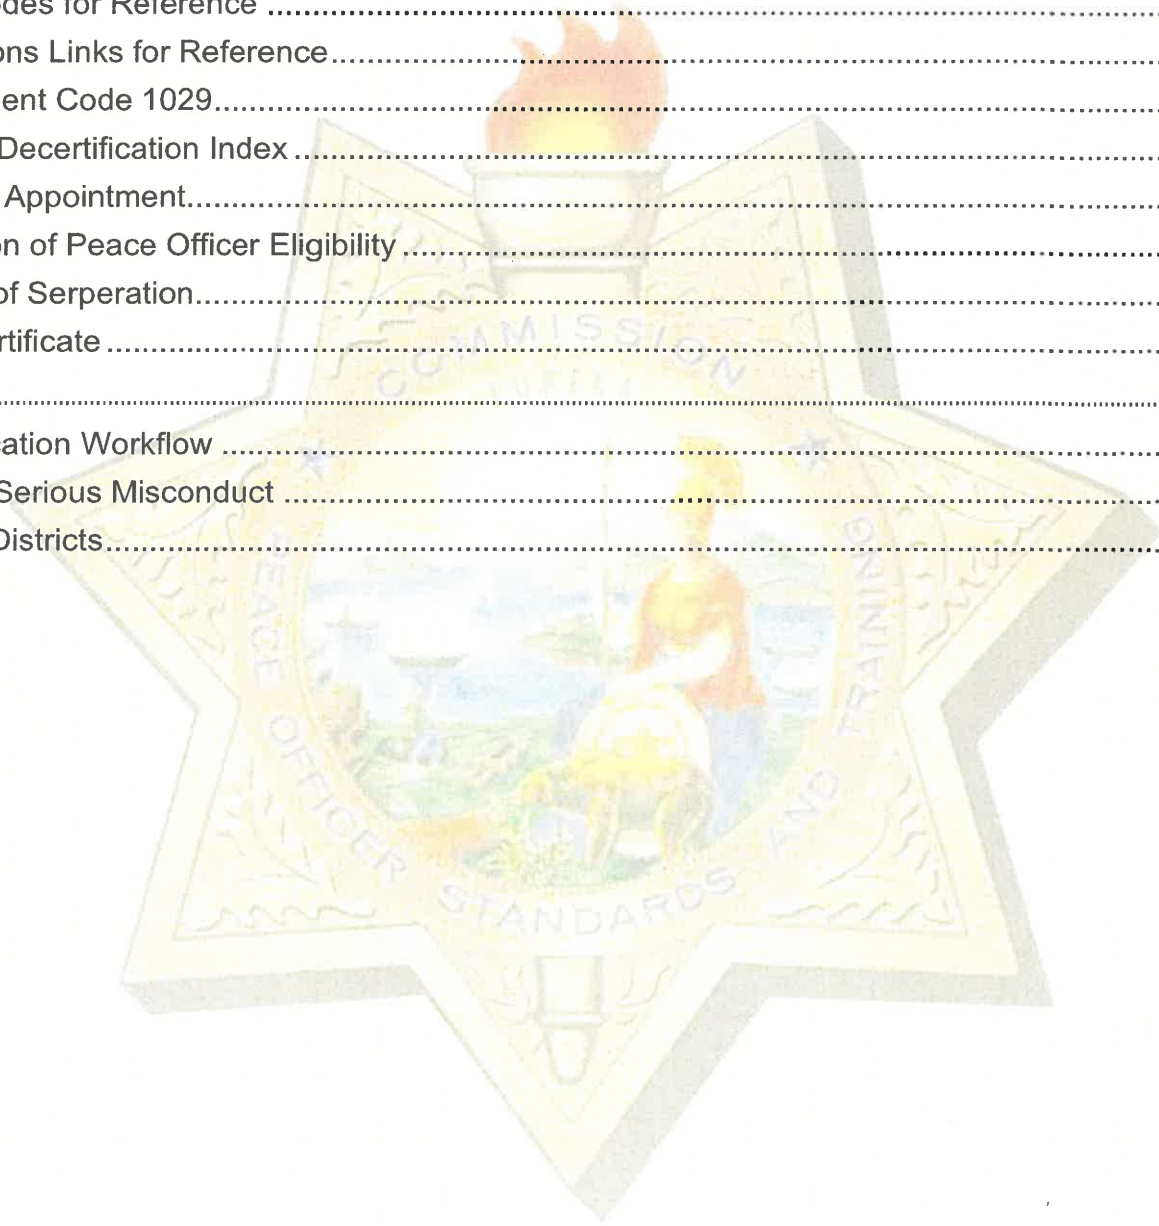 odes for Reference ................................................
ons Links for Reference................................................
ent Code 1029................................................
Decertification Index ................................................
Appointment................................................
on of Peace Officer Eligibility ................................................
of Serperation................................................
rtificate ................................................
................................................
cation Workflow ................................................
Serious Misconduct ................................................
Districts................................................
COMMISSION
PEACE OFFICER STANDARDS AND TRAINING